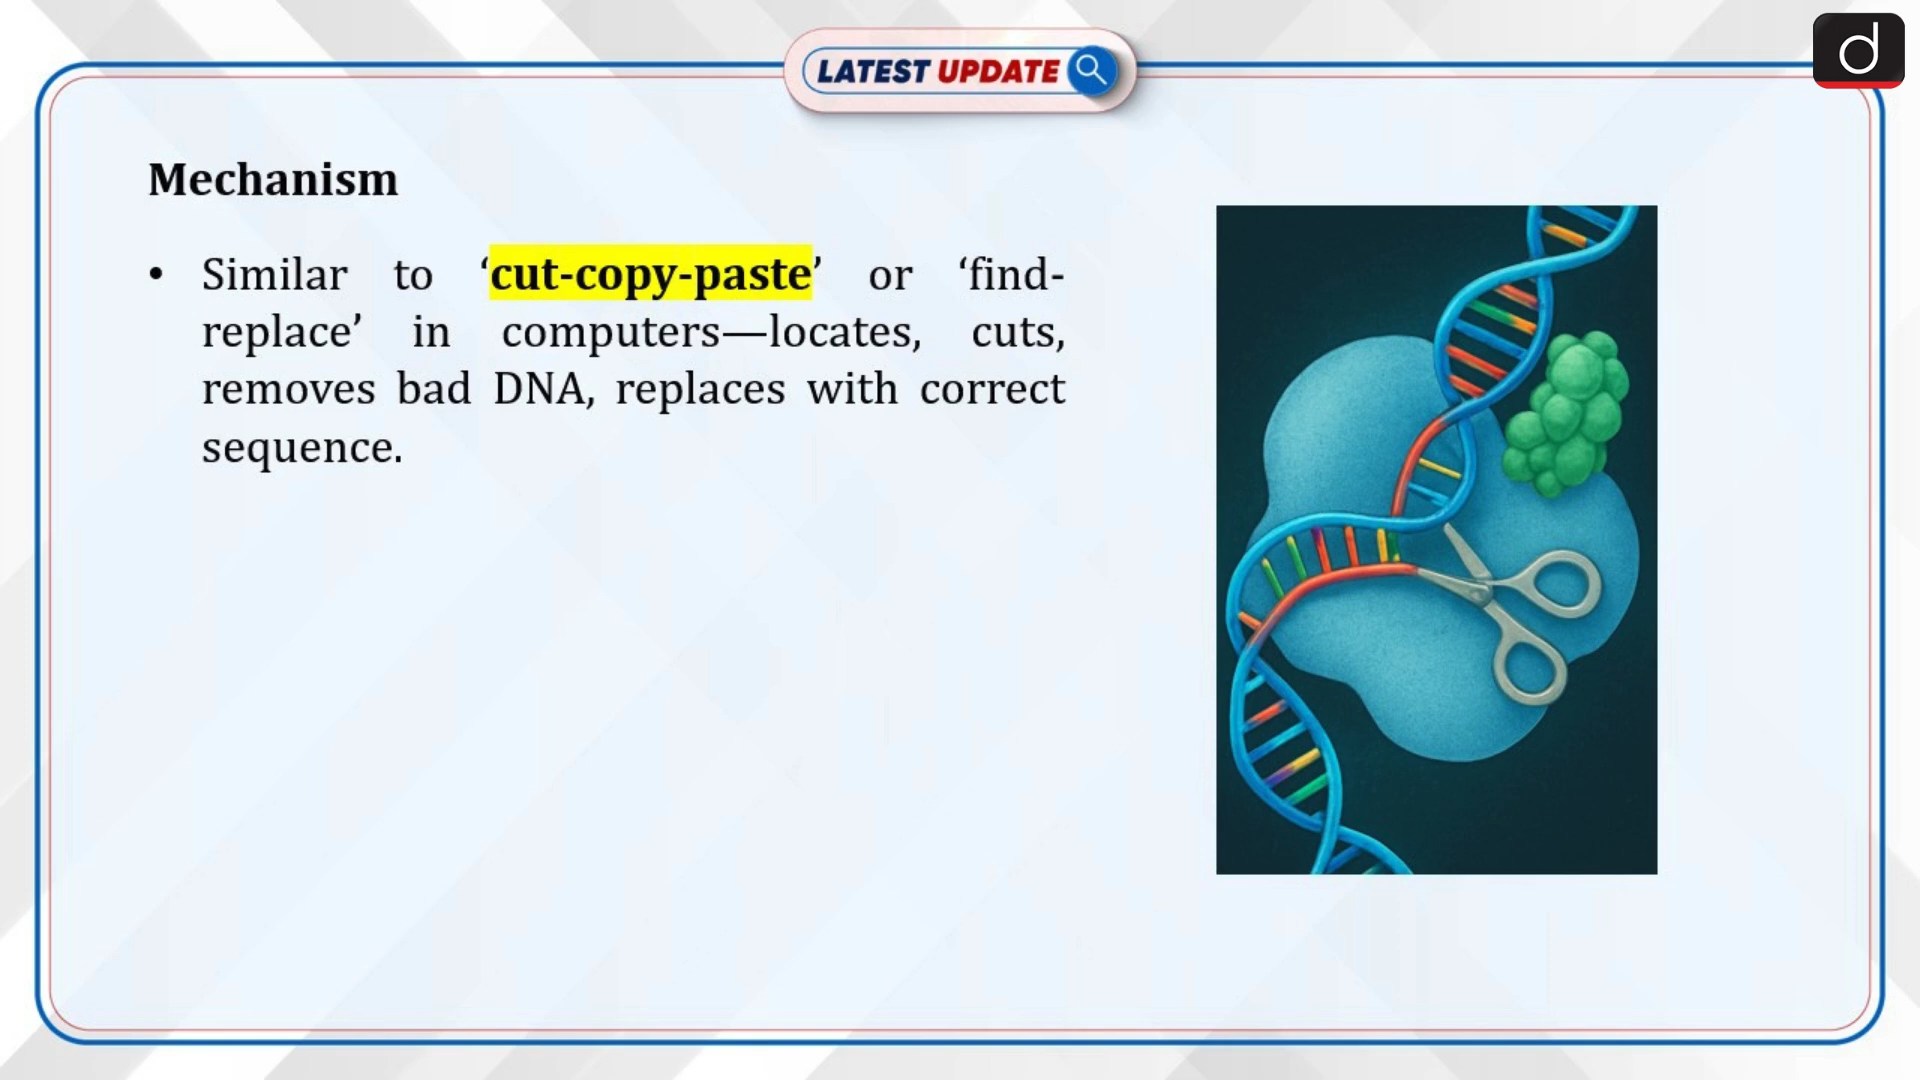 LATEST UPDATE
d
Mechanism
• Similar to ‘cut-copy-paste’ or ‘find-
replace’ in computers—locates, cuts,
removes bad DNA, replaces with correct
sequence.